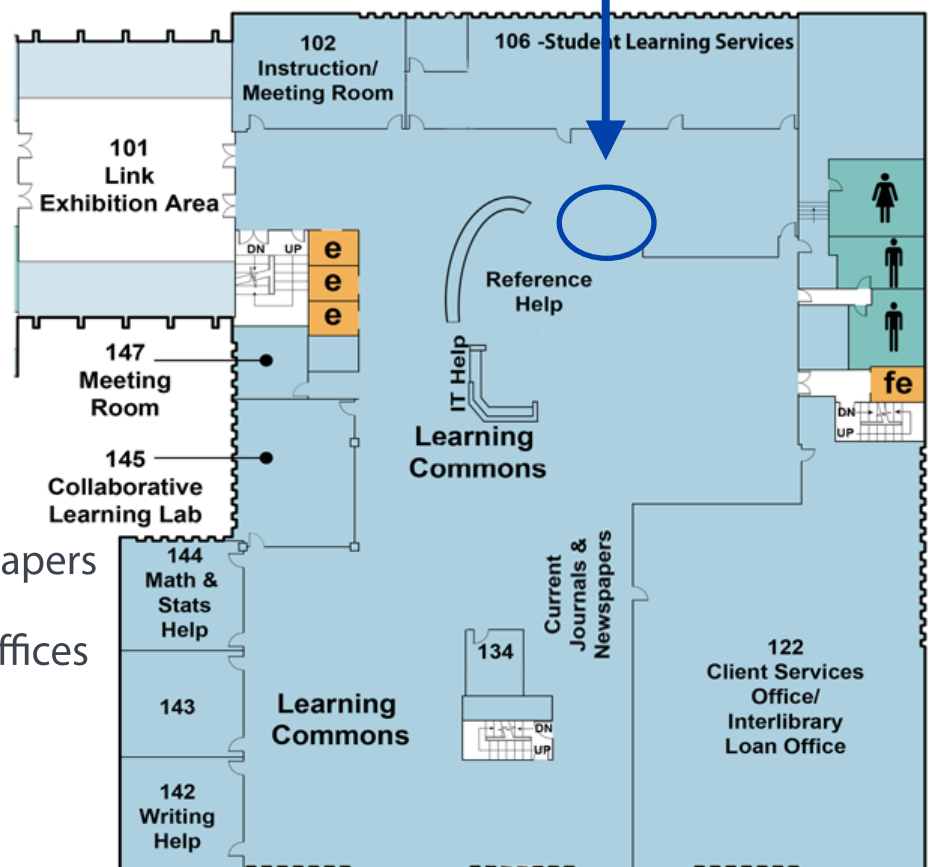 102
Instruction/
Meeting Room
106 -Student Learning Services
101
Link
Exhibition Area
DN UP
e
e
e
Reference
Help
147
Meeting
Room
IT Help
fe
DN
UP
Learning
Commons
145
Collaborative
Learning Lab
apers
144
Math &
Stats
Help
Current
Journals &
Newspapers
ffices
134
122
Client Services
Office/
Interlibrary
Loan Office
143
Learning
Commons
DN
UP
142
Writing
Help